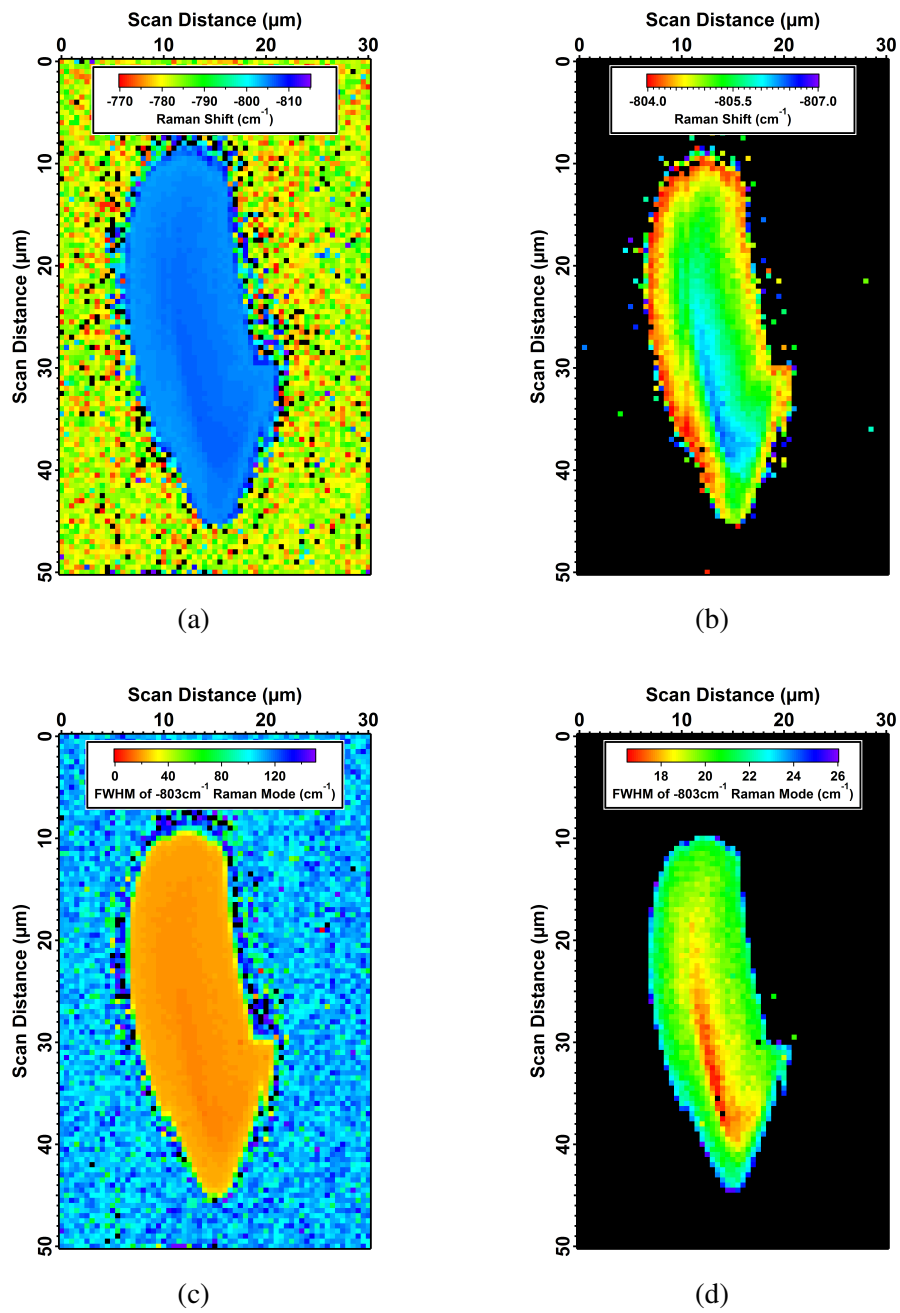 Scan Distance (µm)
0 10 20 30
Scan Distance (µm)
0 10 20 30 40 50
-770 -780 -790 -800 -810
Raman Shift (cm⁻¹)
(a)
Scan Distance (µm)
0 10 20 30
Scan Distance (µm)
0 10 20 30 40 50
-804.0 -805.5 -807.0
Raman Shift (cm⁻¹)
(b)
Scan Distance (µm)
0 10 20 30
Scan Distance (µm)
0 10 20 30 40 50
0 40 80 120
FWHM of -803cm⁻¹ Raman Mode (cm⁻¹)
(c)
Scan Distance (µm)
0 10 20 30
Scan Distance (µm)
0 10 20 30 40 50
18 20 22 24 26
FWHM of -803cm⁻¹ Raman Mode (cm⁻¹)
(d)